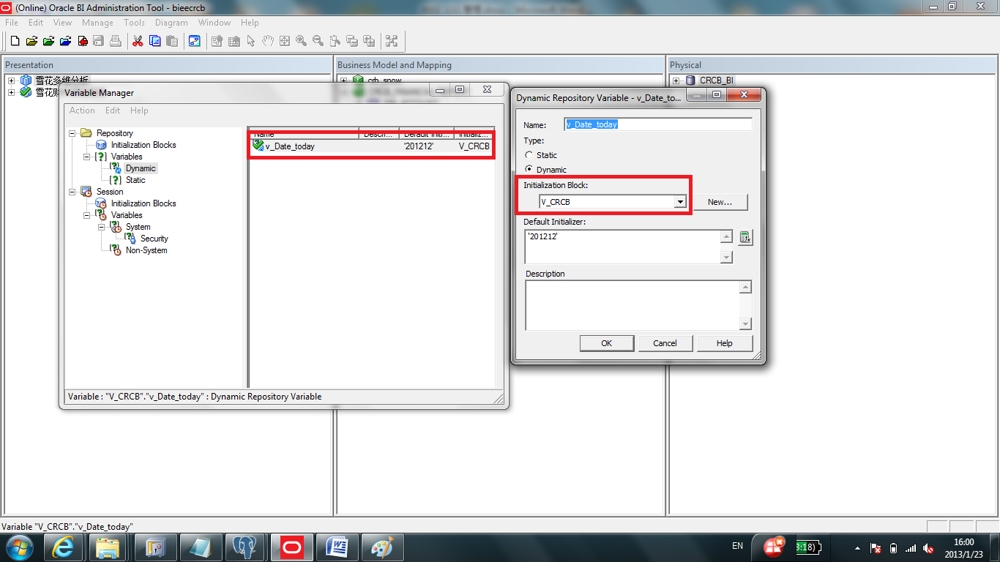 (Online) Oracle BI Administration Tool - bieecrcb
File Edit View Manage Tools Diagram Window Help
Presentation
Business Model and Mapping
Physical
雪花多维分析
crb_snow
CRCB_BI
Variable Manager
Action Edit Help
Repository
Initialization Blocks
Variables
Dynamic
Static
Session
Initialization Blocks
Variables
System
Security
Non-System
Name Descri... Default Initi... Initializ...
v_Date_today '201212' V_CRCB
Variable : "V_CRCB"."v_Date_today" : Dynamic Repository Variable
Dynamic Repository Variable - v_Date_to...
Name: v_Date_today
Type:
Static
Dynamic
Initialization Block:
V_CRCB New...
Default Initializer:
'201212'
Description
OK Cancel Help
Variable "V_CRCB"."v_Date_today"
EN
3:18)
16:00
2013/1/23